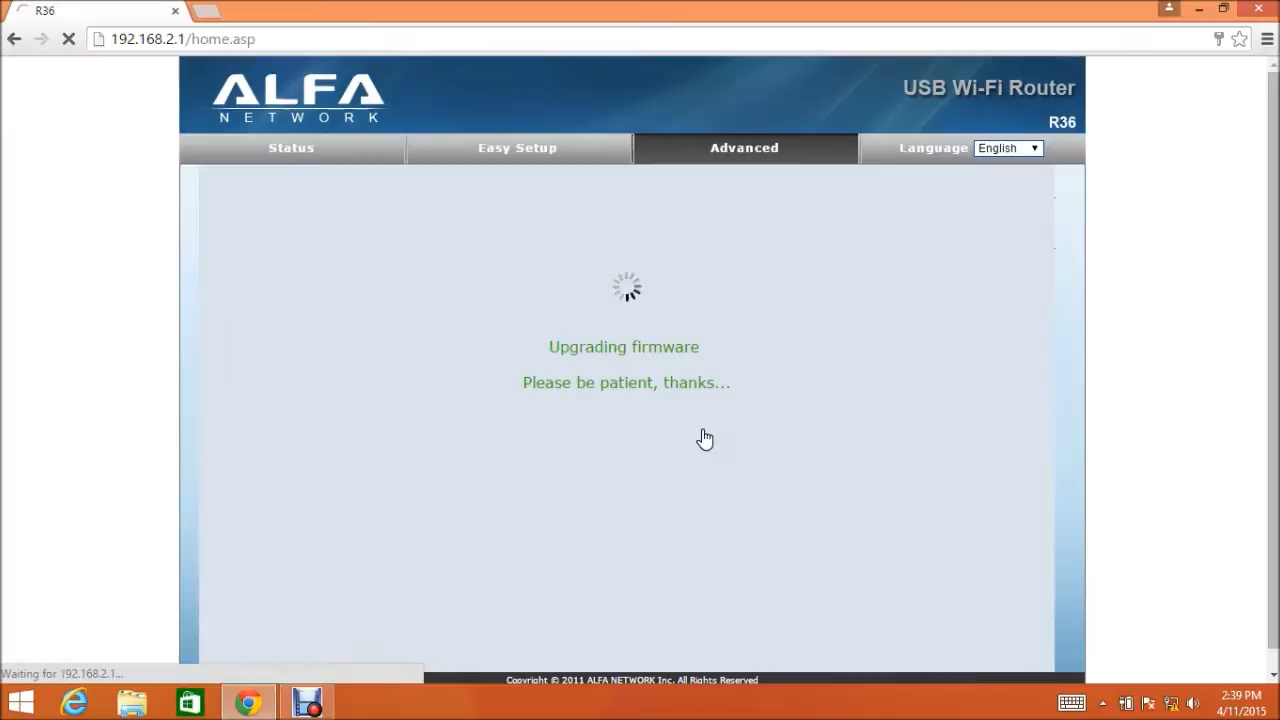 R36
192.168.2.1/home.asp
ALFA
NETWORK
USB Wi-Fi Router
R36
Status
Easy Setup
Advanced
Language
English
Upgrading firmware
Please be patient, thanks...
Waiting for 192.168.2.1...
Copyright © 2011 ALFA NETWORK Inc. All Rights Reserved
2:39 PM
4/11/2015